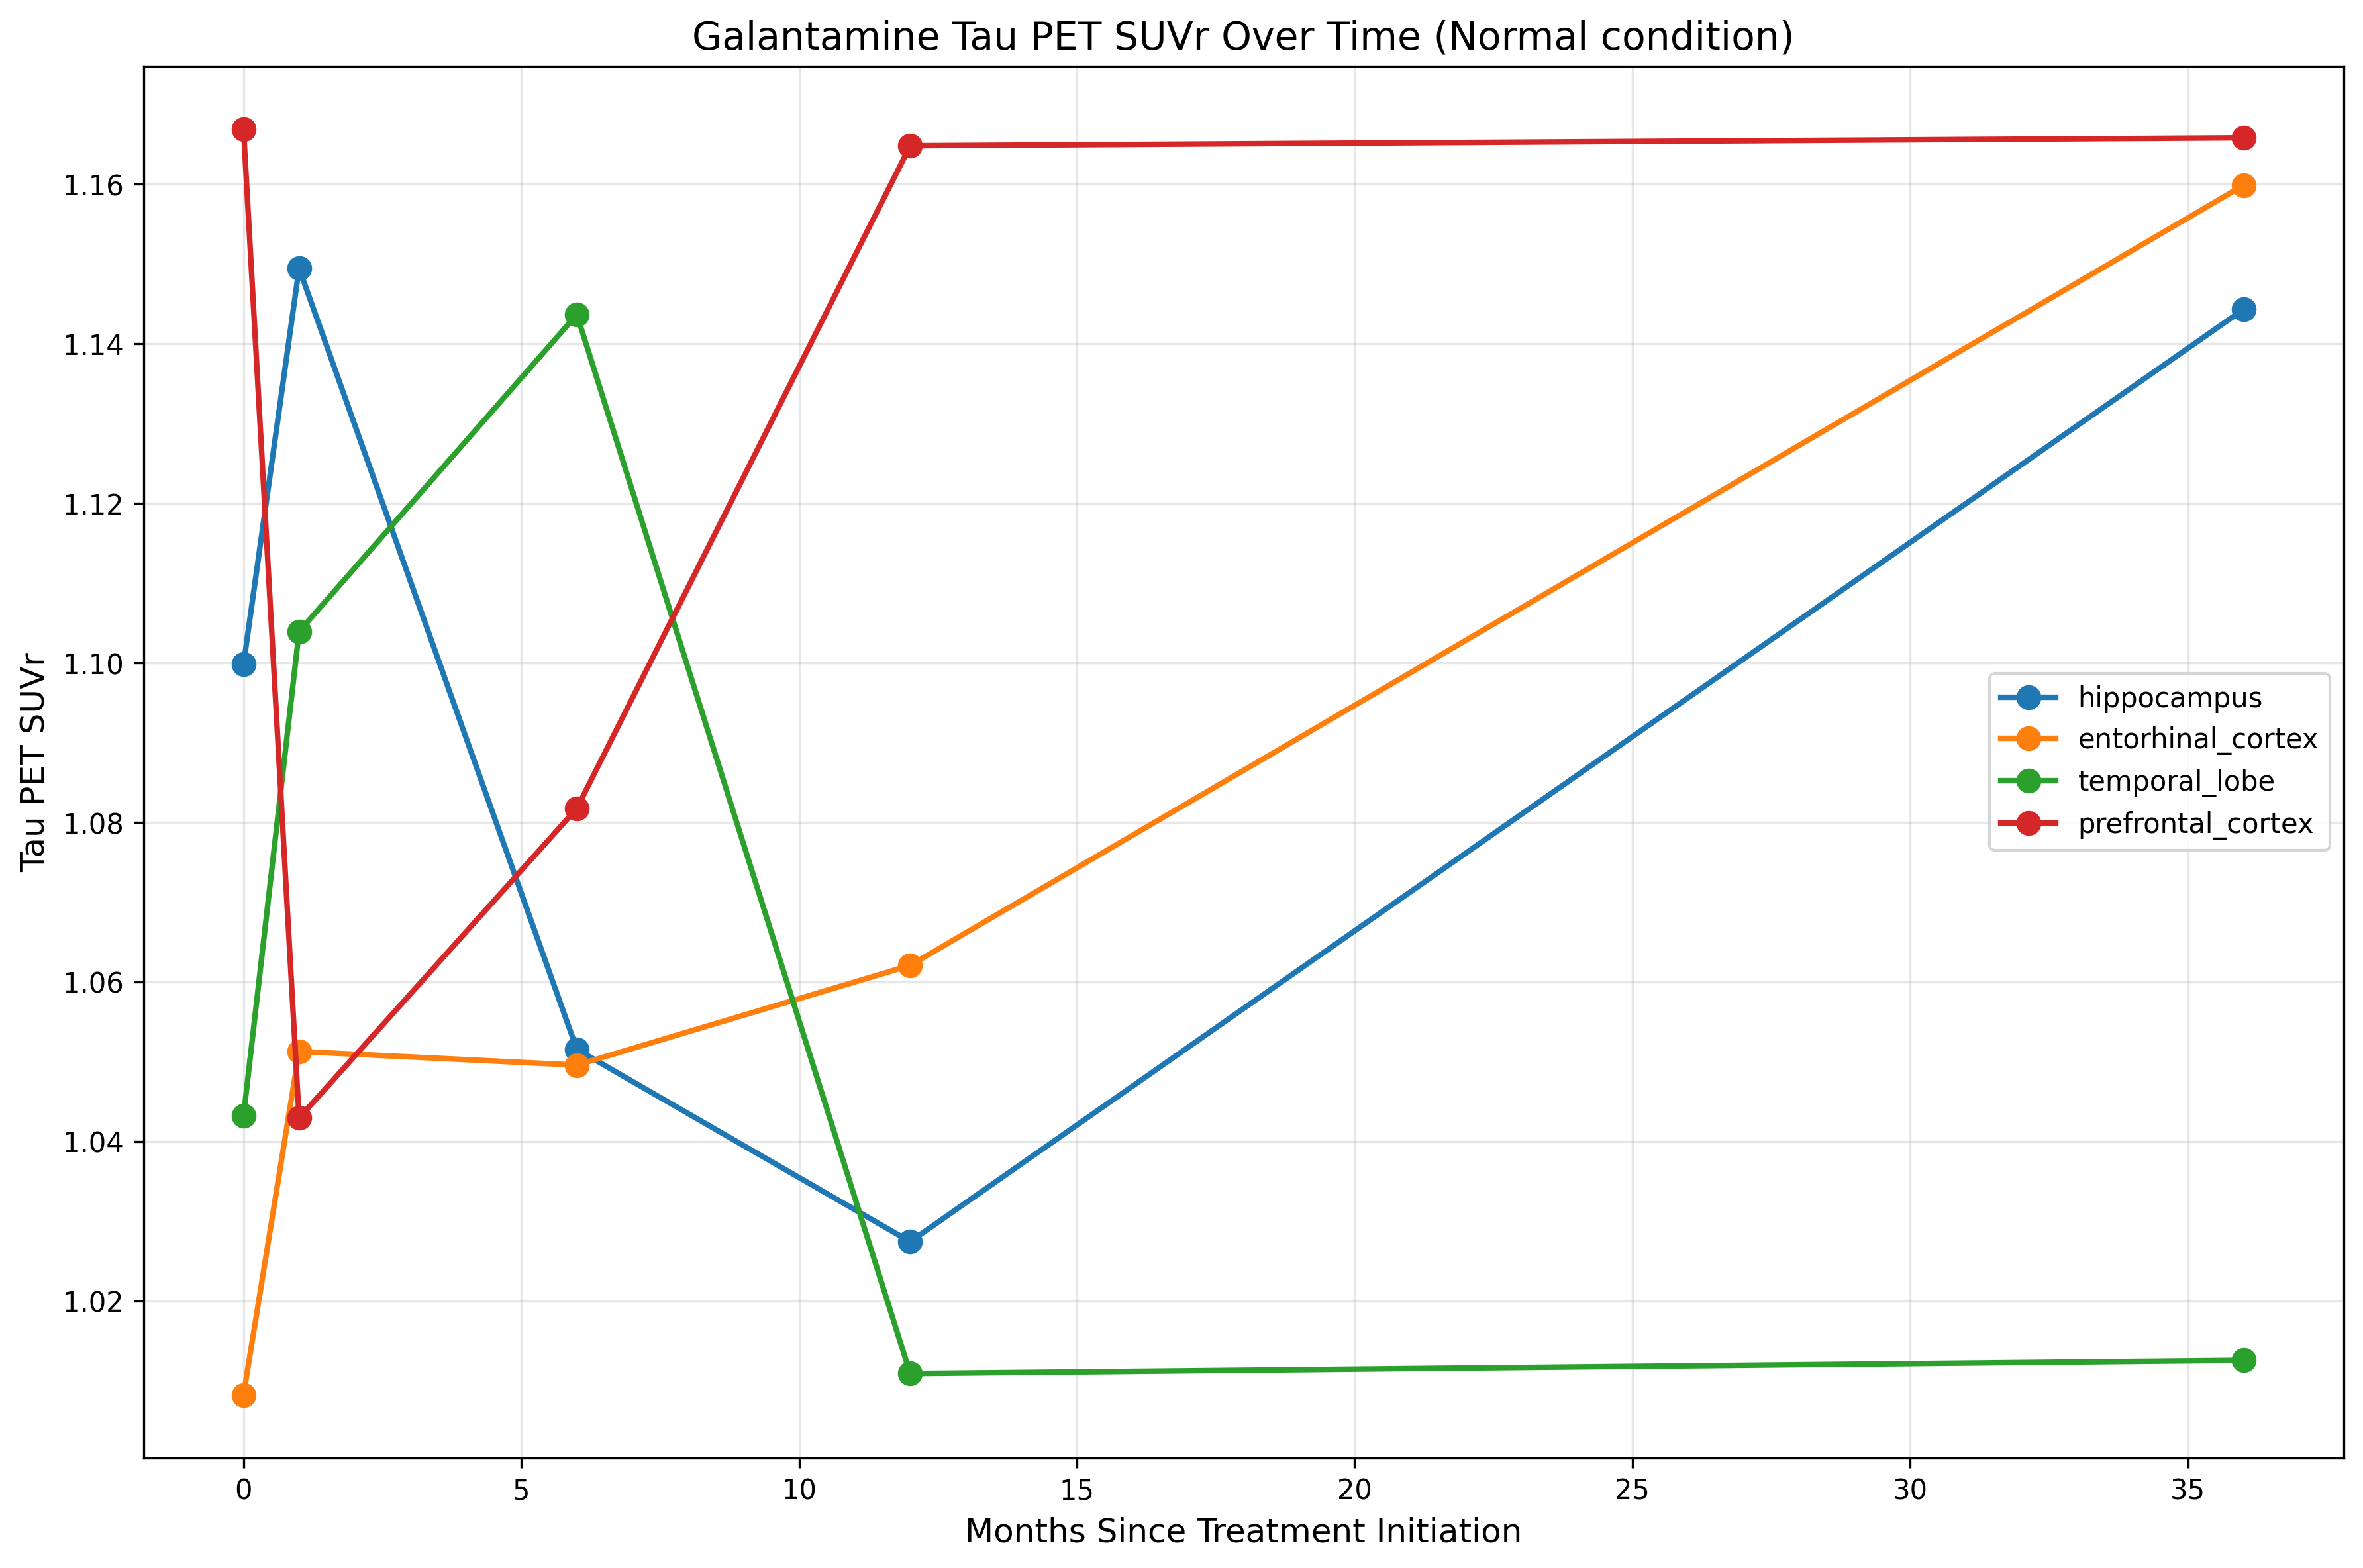 Galantamine Tau PET SUVr Over Time (Normal condition)
Tau PET SUVr
1.16
1.14
1.12
1.10
1.08
1.06
1.04
1.02
hippocampus
entorhinal_cortex
temporal_lobe
prefrontal_cortex
0 5 10 15 20 25 30 35
Months Since Treatment Initiation